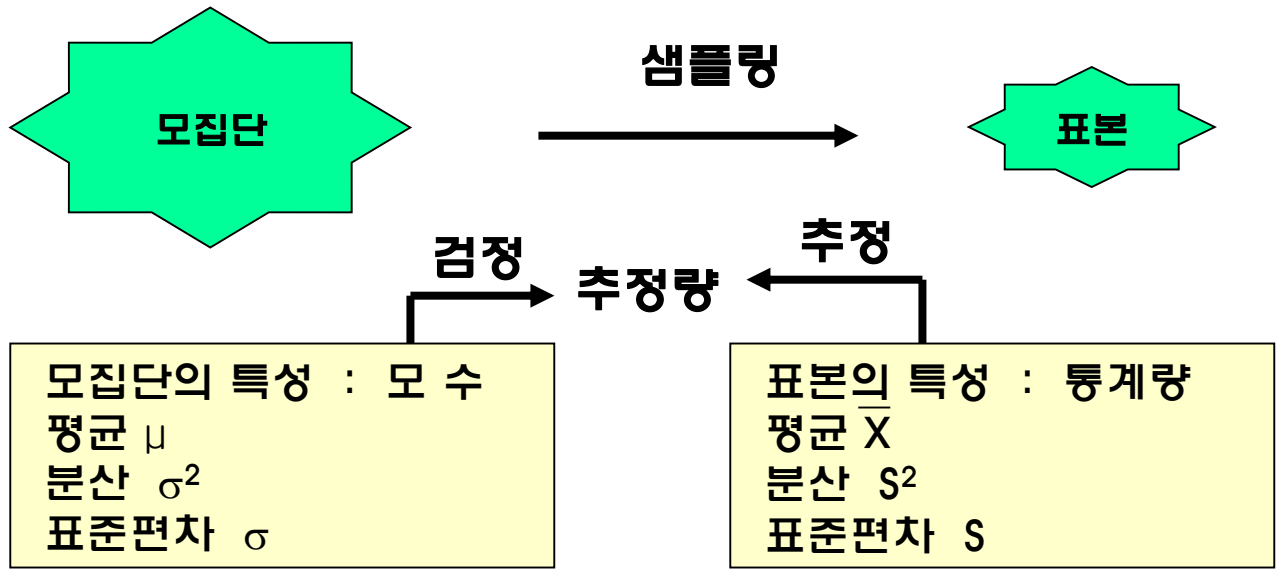 샘플링
모집단
표본
검정
추정
추정량
모집단의 특성 : 모 수
평균 μ
분산 σ²
표준편차 σ
표본의 특성 : 통계량
평균 X̅
분산 S²
표준편차 S